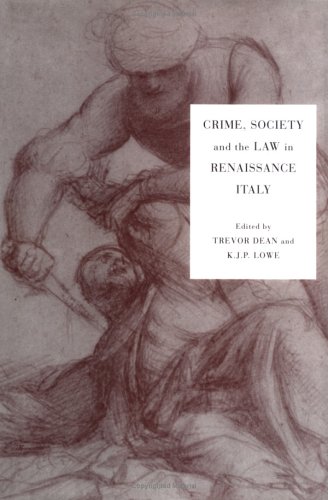 CRIME, SOCIETY
and the LAW in
RENAISSANCE
ITALY
Edited by
TREVOR DEAN and
K.J.P. LOWE